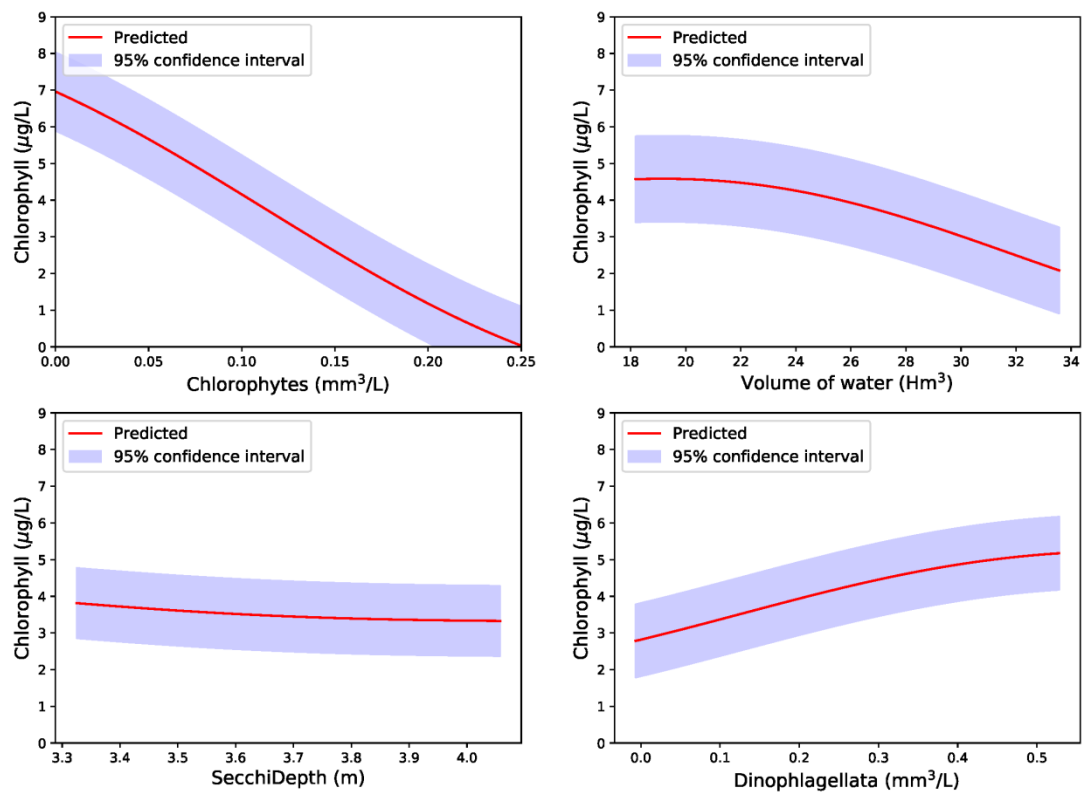 9
8
7
6
5
4
3
2
1
0
Chlorophyll (μg/L)
Predicted
95% confidence interval
0.00 0.05 0.10 0.15 0.20 0.25
Chlorophytes (mm³/L)
9
8
7
6
5
4
3
2
1
0
Chlorophyll (μg/L)
Predicted
95% confidence interval
18 20 22 24 26 28 30 32 34
Volume of water (Hm³)
9
8
7
6
5
4
3
2
1
0
Chlorophyll (μg/L)
Predicted
95% confidence interval
3.3 3.4 3.5 3.6 3.7 3.8 3.9 4.0
SecchiDepth (m)
9
8
7
6
5
4
3
2
1
0
Chlorophyll (μg/L)
Predicted
95% confidence interval
0.0 0.1 0.2 0.3 0.4 0.5
Dinophlagellata (mm³/L)